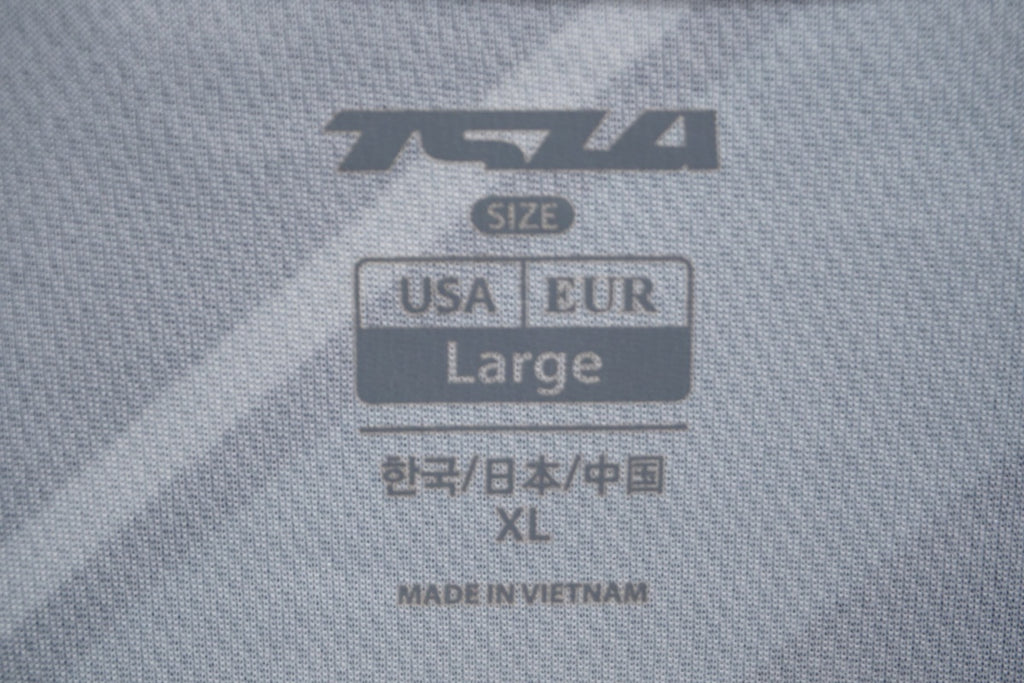 TSLA
SIZE
USA EUR
Large
한국/日本/中国
XL
MADE IN VIETNAM